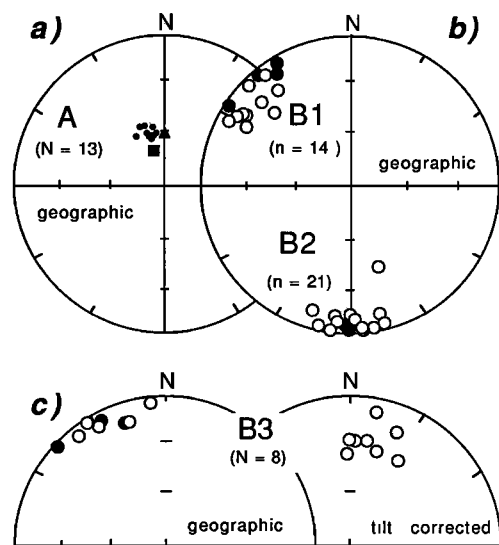 a)
N
N
b)
A
(N = 13)
geographic
B1
(n = 14 )
geographic
B2
(n = 21)
c)
N
N
B3
(N = 8)
geographic
tilt corrected